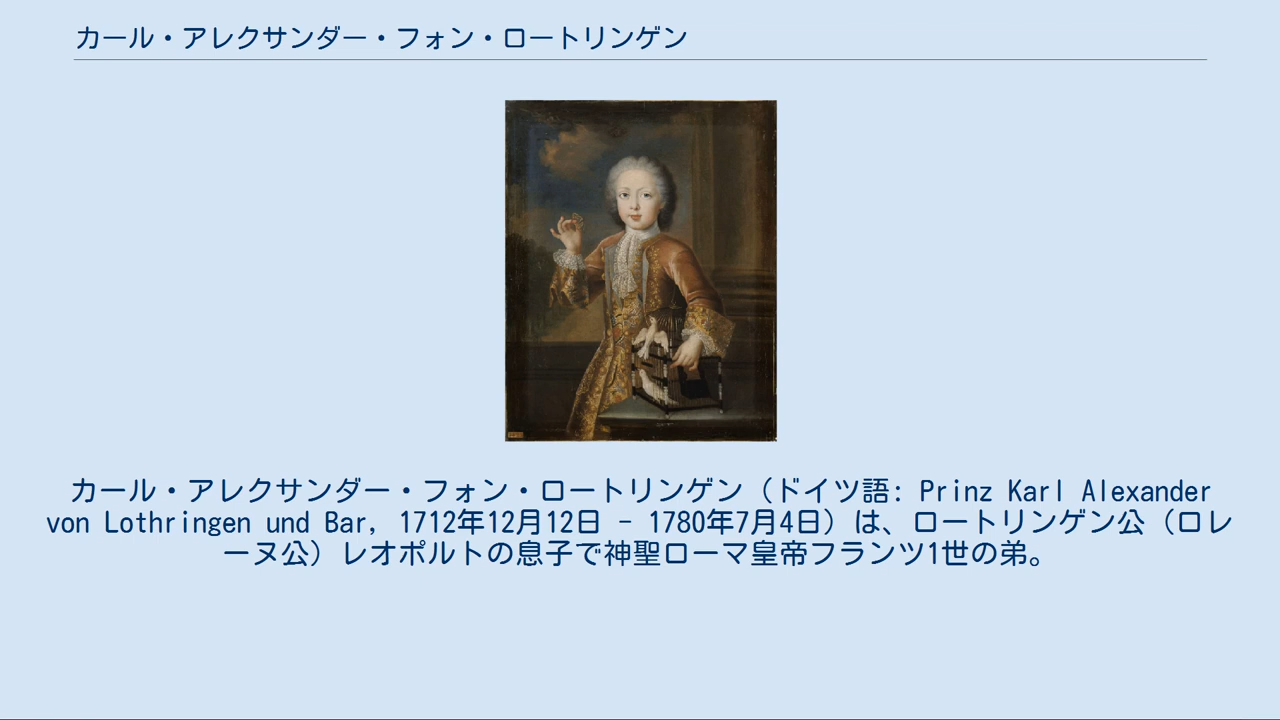 カール・アレクサンダー・フォン・ロートリンゲン
カール・アレクサンダー・フォン・ロートリンゲン（ドイツ語: Prinz Karl Alexander
von Lothringen und Bar, 1712年12月12日 - 1780年7月4日）は、ロートリンゲン公（ロレ
ーヌ公）レオポルトの息子で神聖ローマ皇帝フランツ1世の弟。